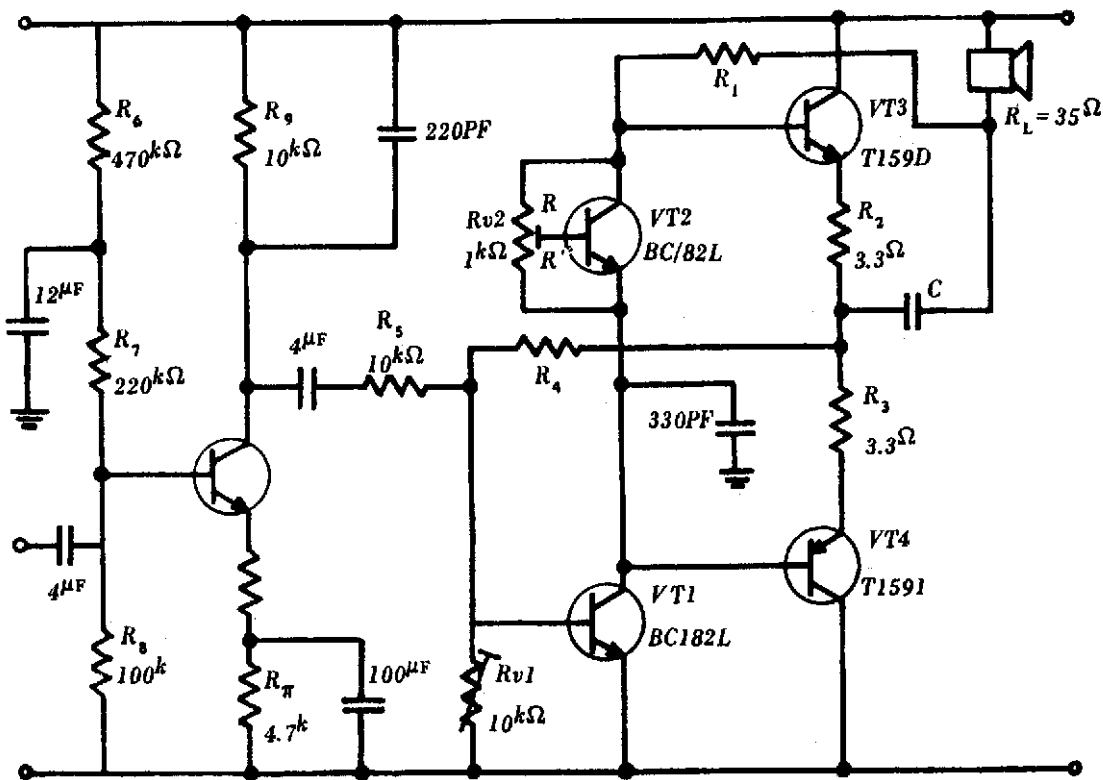 R₆
470kΩ
R₉
10kΩ
220PF
R₁
VT3
T159D
R_L = 35Ω
Rv2
1kΩ
R
R'
VT2
BC/82L
R₂
3.3Ω
C
12μF
R₇
220kΩ
4μF
R₅
10kΩ
R₄
330PF
R₃
3.3Ω
4μF
R₈
100k
Rπ
4.7k
100μF
Rv1
10kΩ
VT1
BC182L
VT4
T1591